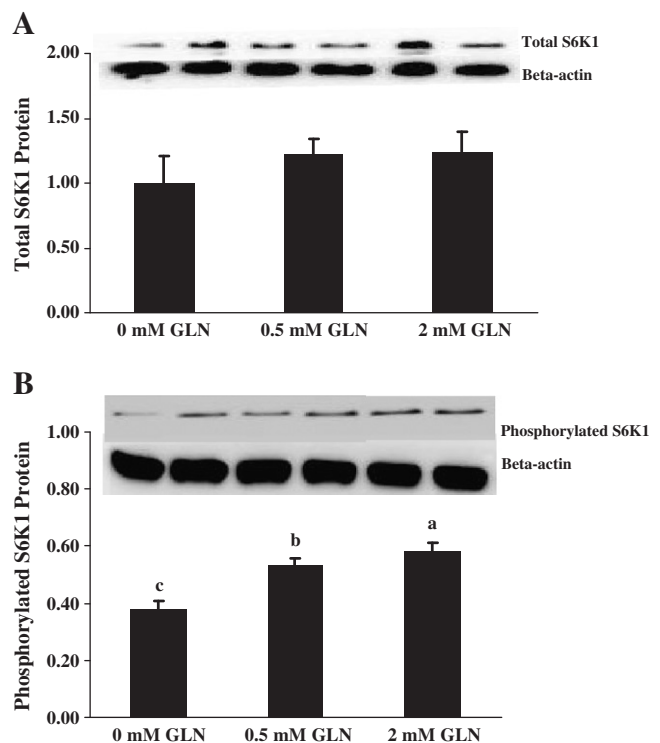 A
Total S6K1
Beta-actin
Total S6K1 Protein
2.00
1.50
1.00
0.50
0.00
0 mM GLN 0.5 mM GLN 2 mM GLN
B
Phosphorylated S6K1
Beta-actin
Phosphorylated S6K1 Protein
1.00
0.80
0.60
0.40
0.20
0.00
c b a
0 mM GLN 0.5 mM GLN 2 mM GLN